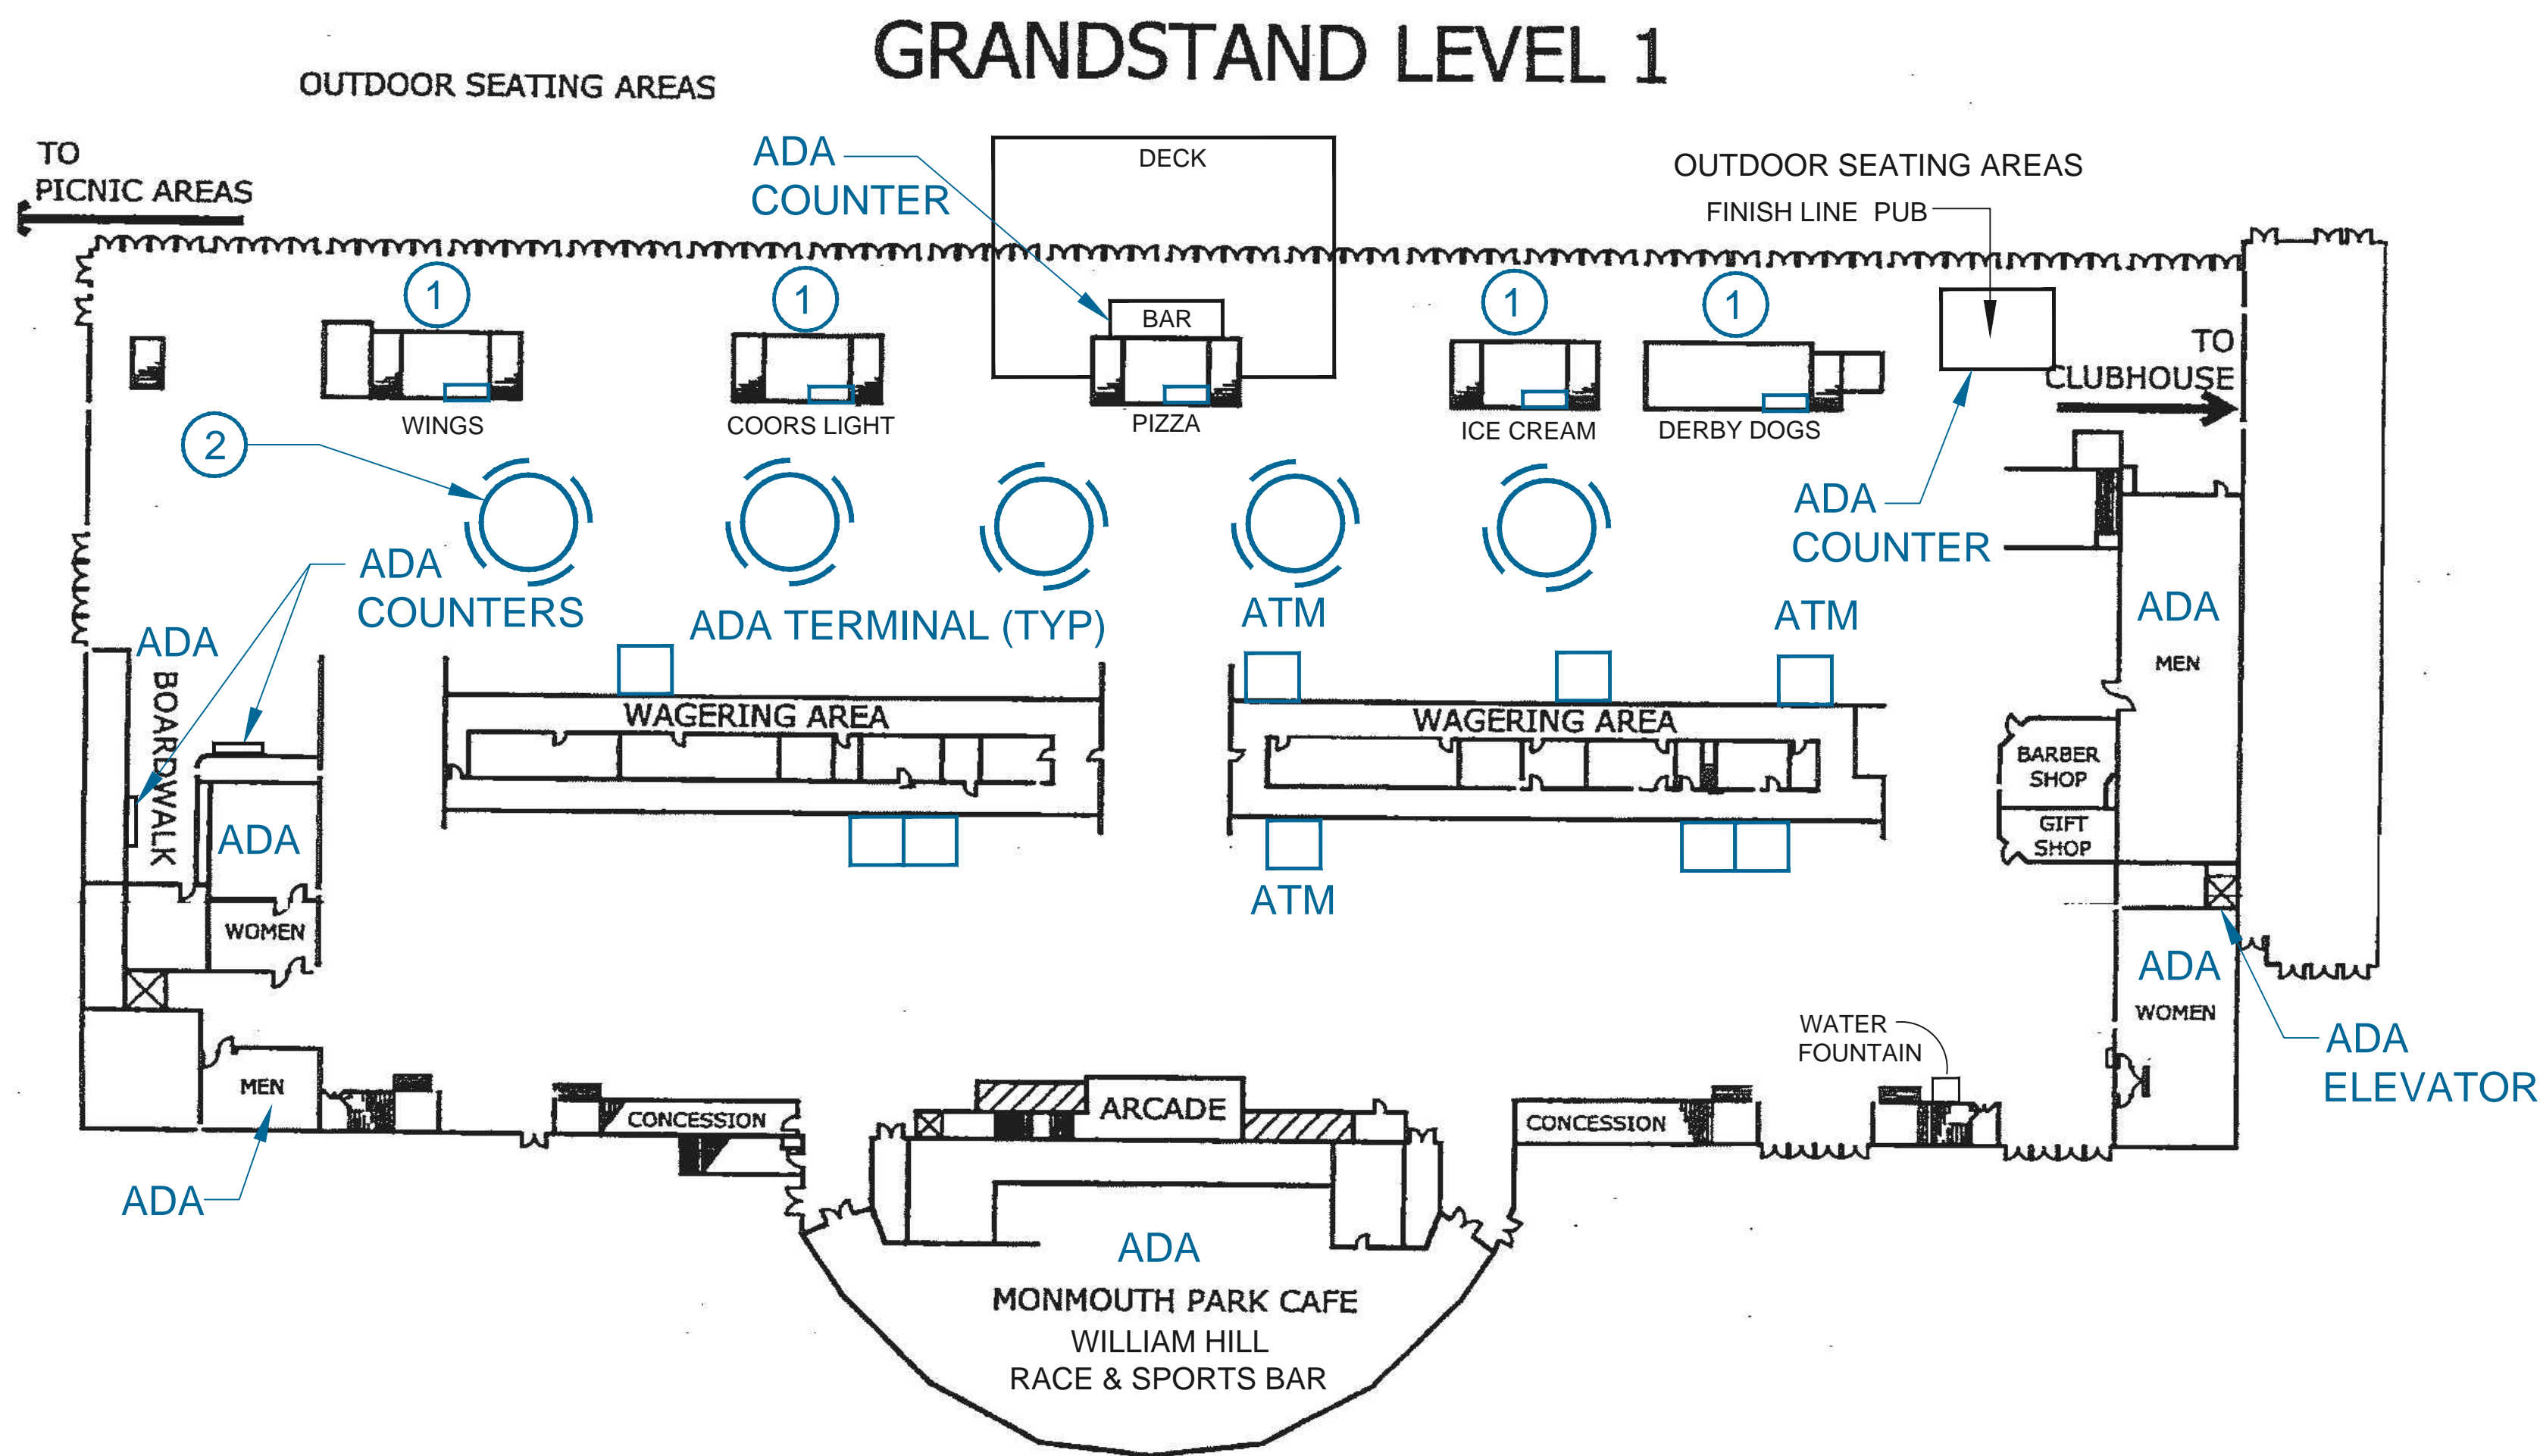 GRANDSTAND LEVEL 1
OUTDOOR SEATING AREAS
TO
PICNIC AREAS
ADA
COUNTER
DECK
OUTDOOR SEATING AREAS
FINISH LINE PUB
1
1
BAR
1
1
TO
CLUBHOUSE
WINGS
COORS LIGHT
PIZZA
ICE CREAM
DERBY DOGS
2
ADA
COUNTER
ADA
COUNTERS
ADA TERMINAL (TYP)
ATM
ATM
ADA
MEN
ADA
BOARDWALK
WAGERING AREA
WAGERING AREA
BARBER
SHOP
GIFT
SHOP
ADA
ATM
WOMEN
ADA
WOMEN
WATER
FOUNTAIN
ADA
ELEVATOR
MEN
CONCESSION
ARCADE
CONCESSION
ADA
ADA
MONMOUTH PARK CAFE
WILLIAM HILL
RACE & SPORTS BAR